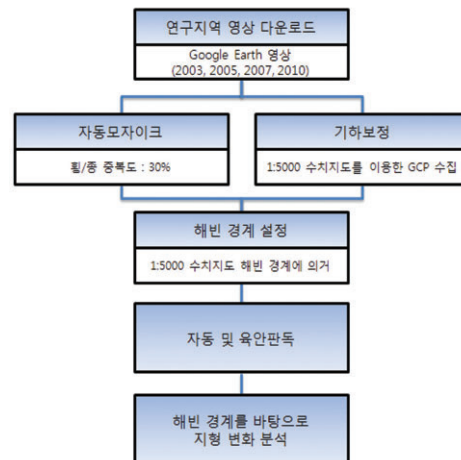 연구지역 영상 다운로드
Google Earth 영상
(2003, 2005, 2007, 2010)
자동모자이크
횡/종 중복도 : 30%
기하보정
1:5000 수치지도를 이용한 GCP 수집
해빈 경계 설정
1:5000 수치지도 해빈 경계에 의거
자동 및 육안판독
해빈 경계를 바탕으로
지형 변화 분석